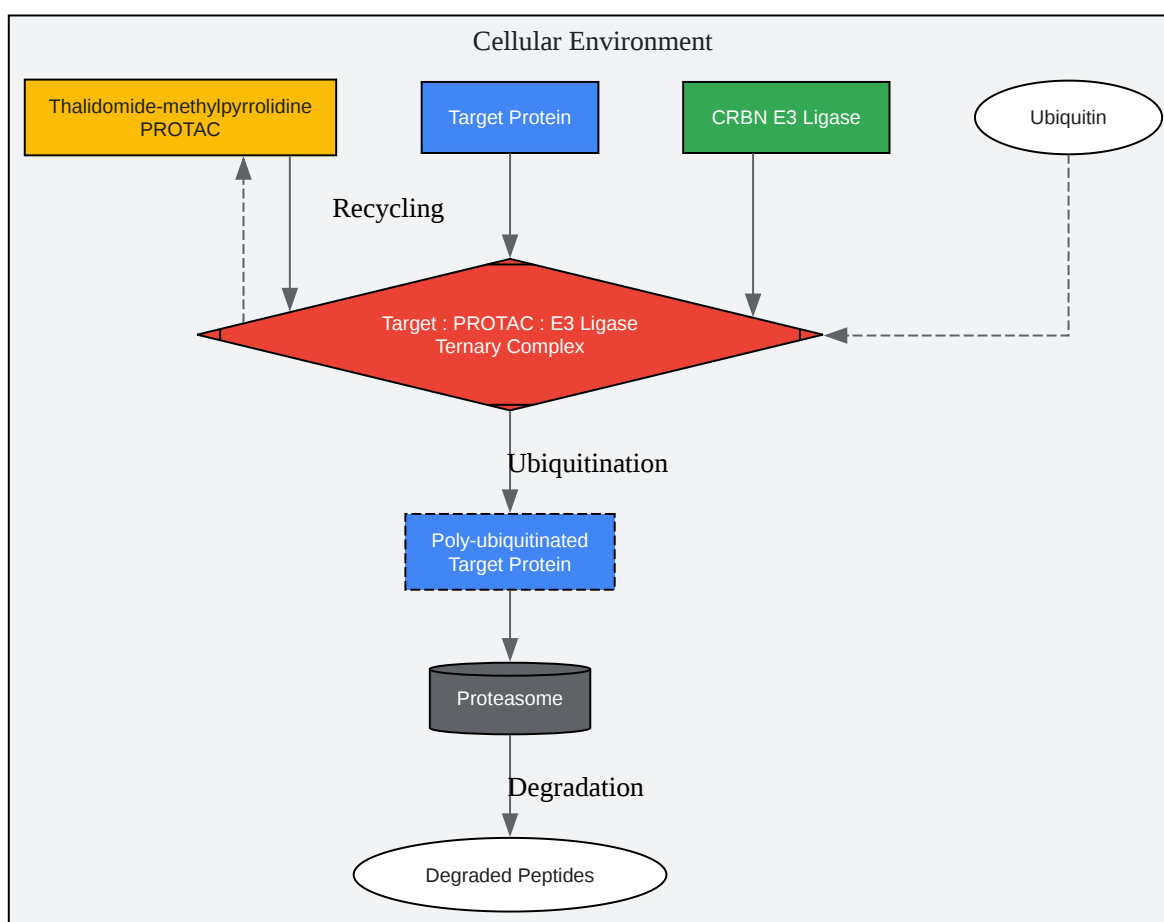 Cellular Environment
Thalidomide-methylpyrrolidine
PROTAC
Target Protein
CRBN E3 Ligase
Ubiquitin
Recycling
Target : PROTAC : E3 Ligase
Ternary Complex
Ubiquitination
Poly-ubiquitinated
Target Protein
Proteasome
Degradation
Degraded Peptides